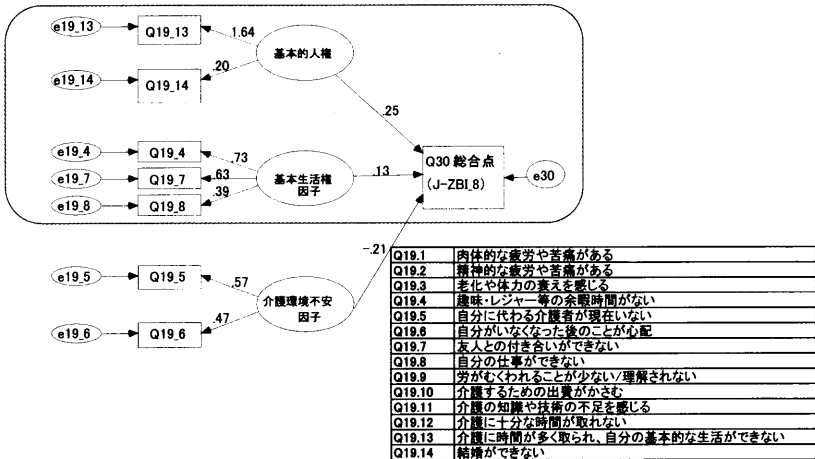 e19_13
Q19_13
1.64
基本的人権
e19_14
Q19_14
.20
.25
e19_4
Q19_4
.73
e19_7
Q19_7
.63
基本生活権
因子
.13
Q30 総合点
(J-ZBI_8)
e30
e19_8
Q19_8
.39
-.21
e19_5
Q19_5
.57
介護環境不安
因子
e19_6
Q19_6
.47
Q19.1 肉体的な疲労や苦痛がある
Q19.2 精神的な疲労や苦痛がある
Q19.3 老化や体力の衰えを感じる
Q19.4 趣味・レジャー等の余暇時間がない
Q19.5 自分に代わる介護者が現在いない
Q19.6 自分がいなくなった後のことが心配
Q19.7 友人との付き合いができない
Q19.8 自分の仕事ができない
Q19.9 労がむくわれることが少ない/理解されない
Q19.10 介護するための出費がかさむ
Q19.11 介護の知識や技術の不足を感じる
Q19.12 介護に十分な時間が取れない
Q19.13 介護に時間が多く取られ、自分の基本的な生活ができない
Q19.14 結婚ができない